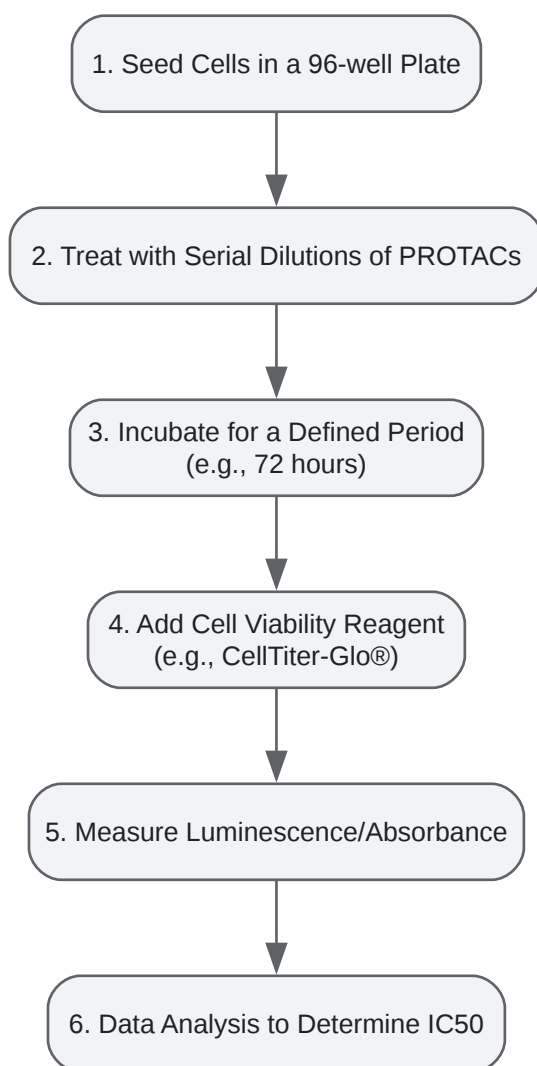 1. Seed Cells in a 96-well Plate
2. Treat with Serial Dilutions of PROTACs
3. Incubate for a Defined Period
(e.g., 72 hours)
4. Add Cell Viability Reagent
(e.g., CellTiter-Glo®)
5. Measure Luminescence/Absorbance
6. Data Analysis to Determine IC50